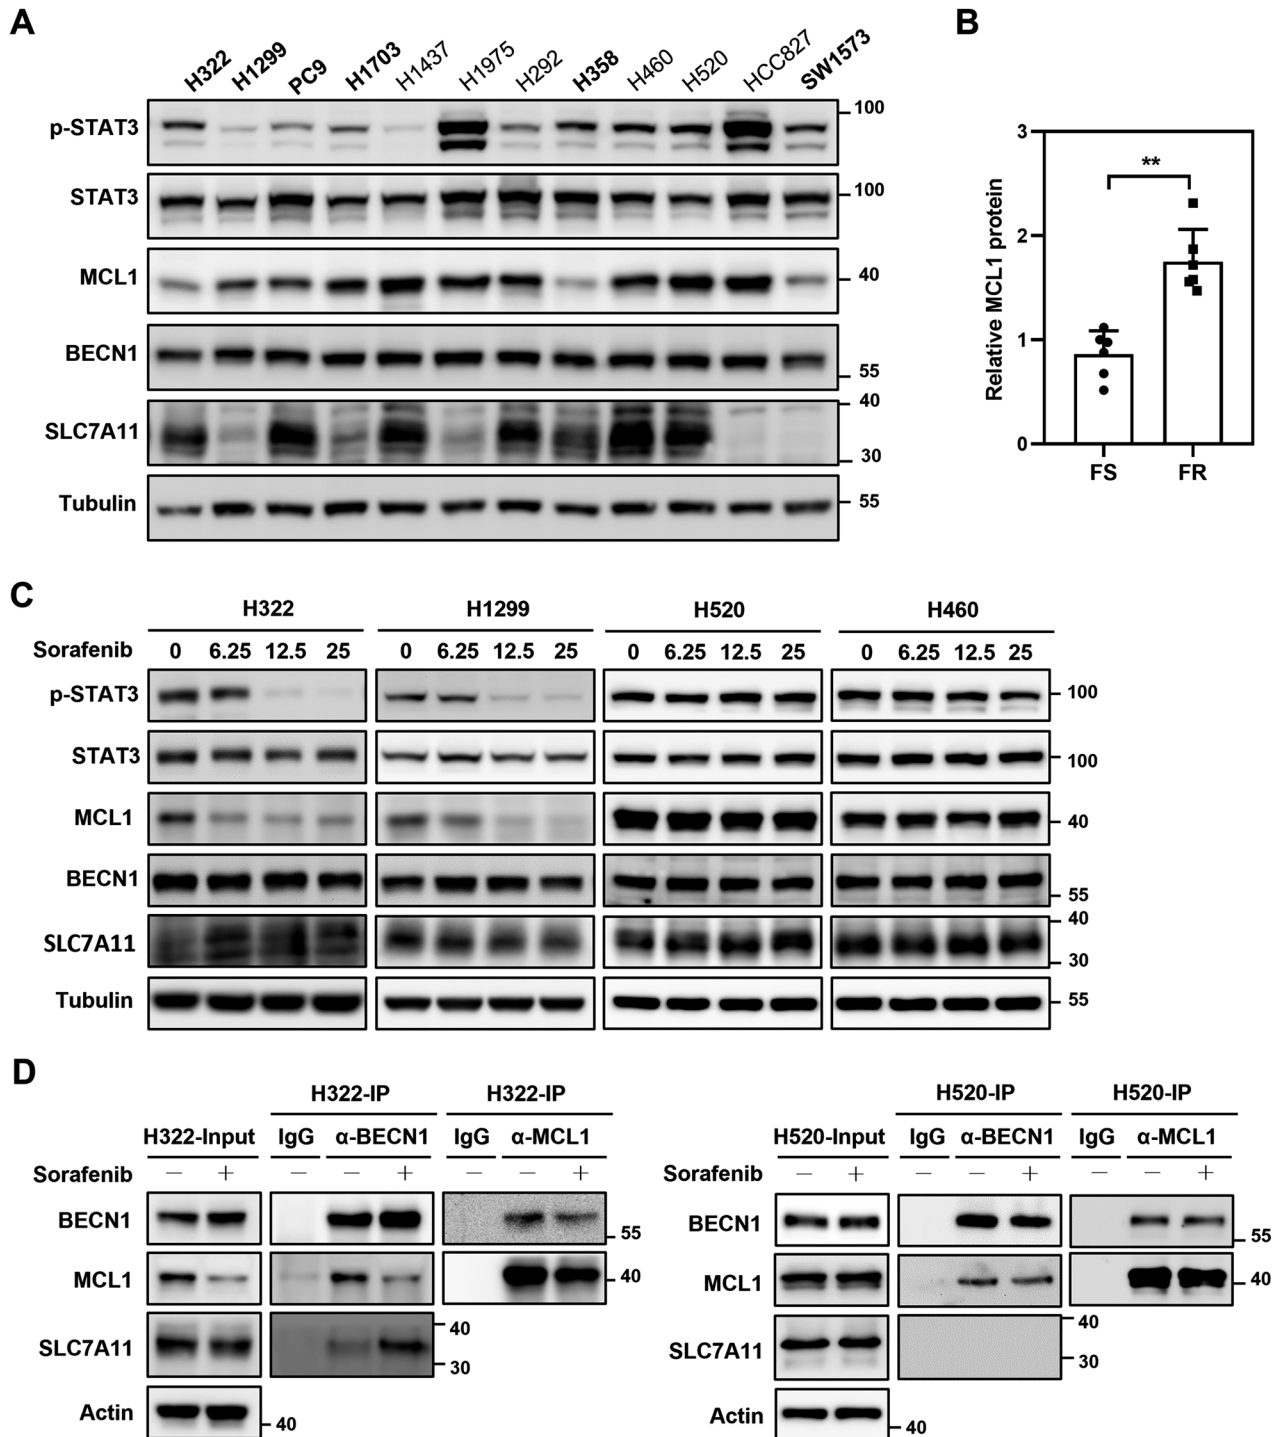 A
H322 H1299 PC9 H1703 H1437 H1975 H292 H358 H460 H520 HCC827 SW1573
p-STAT3 100
STAT3 100
MCL1 40
BECN1 55
SLC7A11 40 30
Tubulin 55
B
Relative MCL1 protein
3
2
1
0
**
FS FR
C
H322 H1299 H520 H460
Sorafenib 0 6.25 12.5 25 0 6.25 12.5 25 0 6.25 12.5 25 0 6.25 12.5 25
p-STAT3 100
STAT3 100
MCL1 40
BECN1 55
SLC7A11 40 30
Tubulin 55
D
H322-IP H322-IP
H322-Input IgG α-BECN1 IgG α-MCL1
Sorafenib − + − − + − − +
BECN1 55
MCL1 40
SLC7A11 40 30
Actin 40
H520-IP H520-IP
H520-Input IgG α-BECN1 IgG α-MCL1
Sorafenib − + − − + − − +
BECN1 55
MCL1 40
SLC7A11 40 30
Actin 40